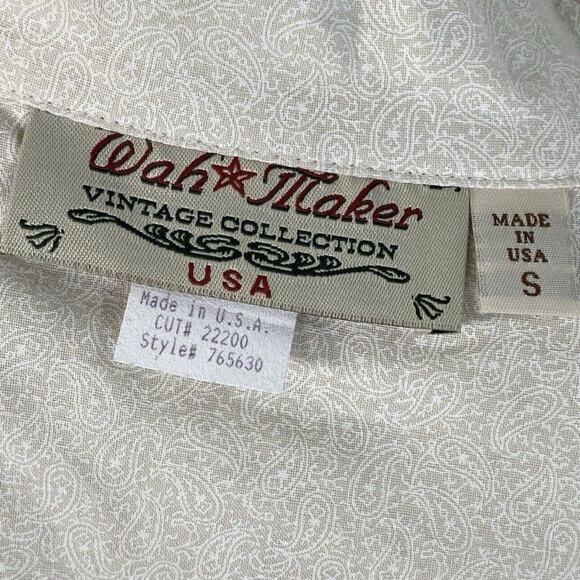 Wah Maker
VINTAGE COLLECTION
USA
MADE
IN
USA
S
Made in U.S.A.
CUT# 22200
Style# 765630